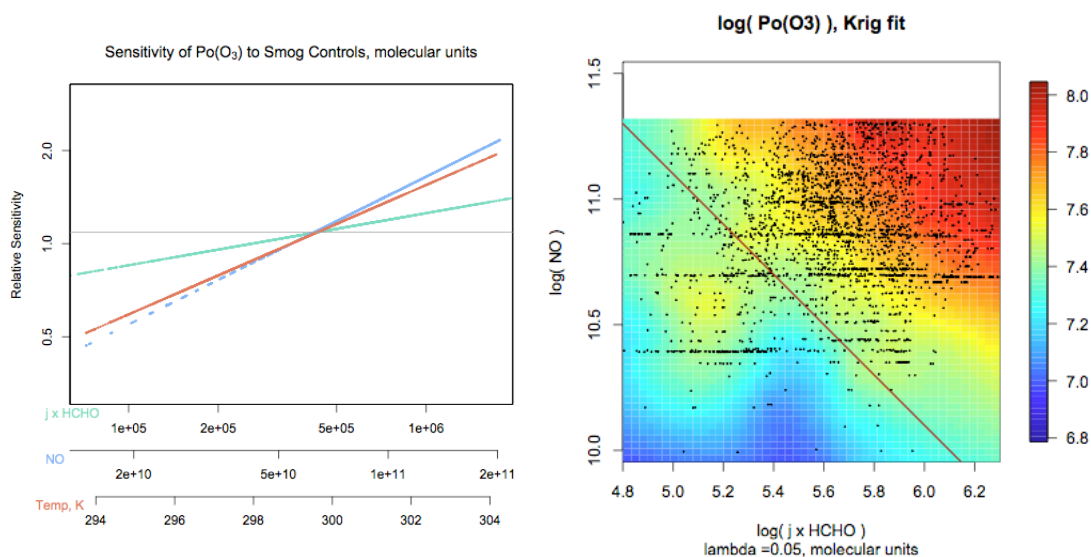 Sensitivity of Po(O₃) to Smog Controls, molecular units
Relative Sensitivity
2.0
1.0
0.5
j x HCHO
1e+05 2e+05 5e+05 1e+06
NO
2e+10 5e+10 1e+11 2e+11
Temp, K
294 296 298 300 302 304
log( Po(O3) ), Krig fit
log( NO )
11.5
11.0
10.5
10.0
4.8 5.0 5.2 5.4 5.6 5.8 6.0 6.2
log( j x HCHO )
lambda =0.05, molecular units
8.0
7.8
7.6
7.4
7.2
7.0
6.8